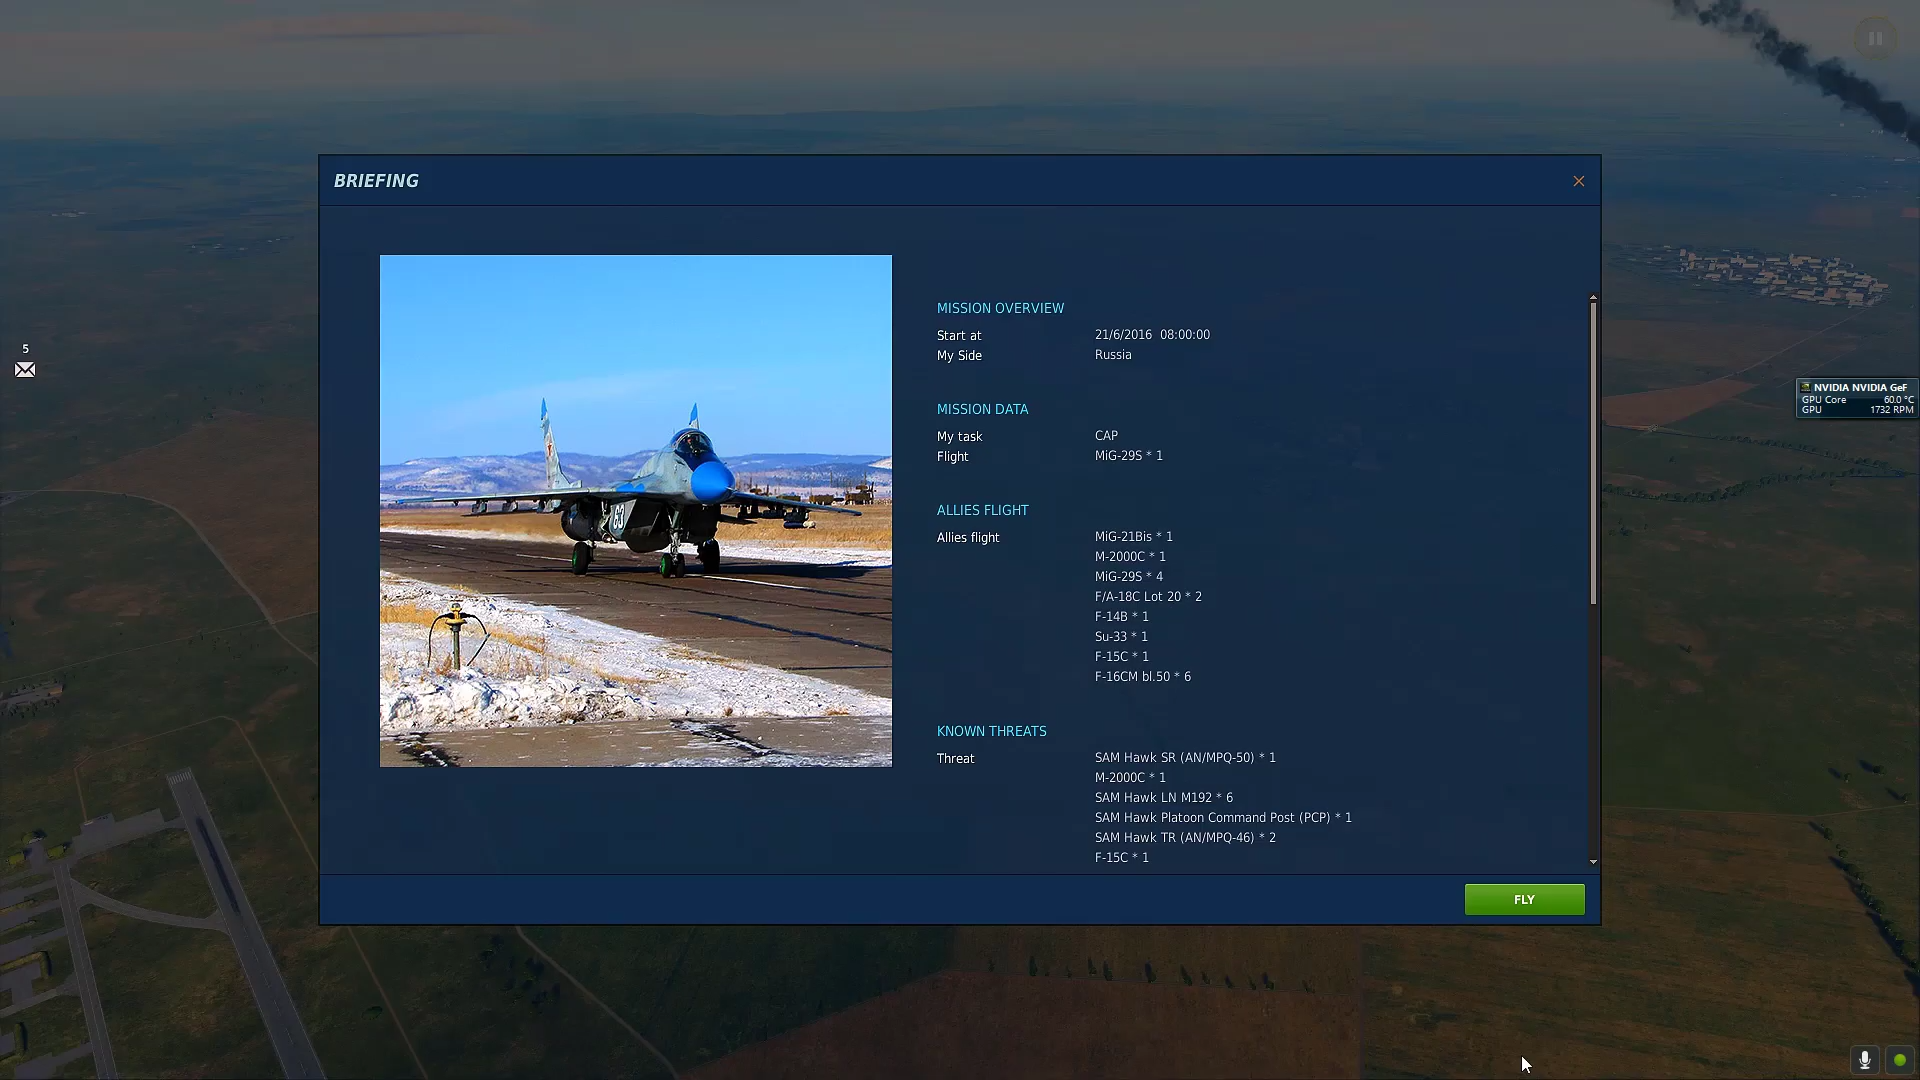 BRIEFING
5
MISSION OVERVIEW
Start at 21/6/2016 08:00:00
My Side Russia
MISSION DATA
My task CAP
Flight MiG-29S * 1
ALLIES FLIGHT
Allies flight MiG-21Bis * 1
M-2000C * 1
MiG-29S * 4
F/A-18C Lot 20 * 2
F-14B * 1
Su-33 * 1
F-15C * 1
F-16CM bl.50 * 6
KNOWN THREATS
Threat SAM Hawk SR (AN/MPQ-50) * 1
M-2000C * 1
SAM Hawk LN M192 * 6
SAM Hawk Platoon Command Post (PCP) * 1
SAM Hawk TR (AN/MPQ-46) * 2
F-15C * 1
FLY
63
NVIDIA NVIDIA GeF
GPU Core 60.0 °C
GPU 1732 RPM